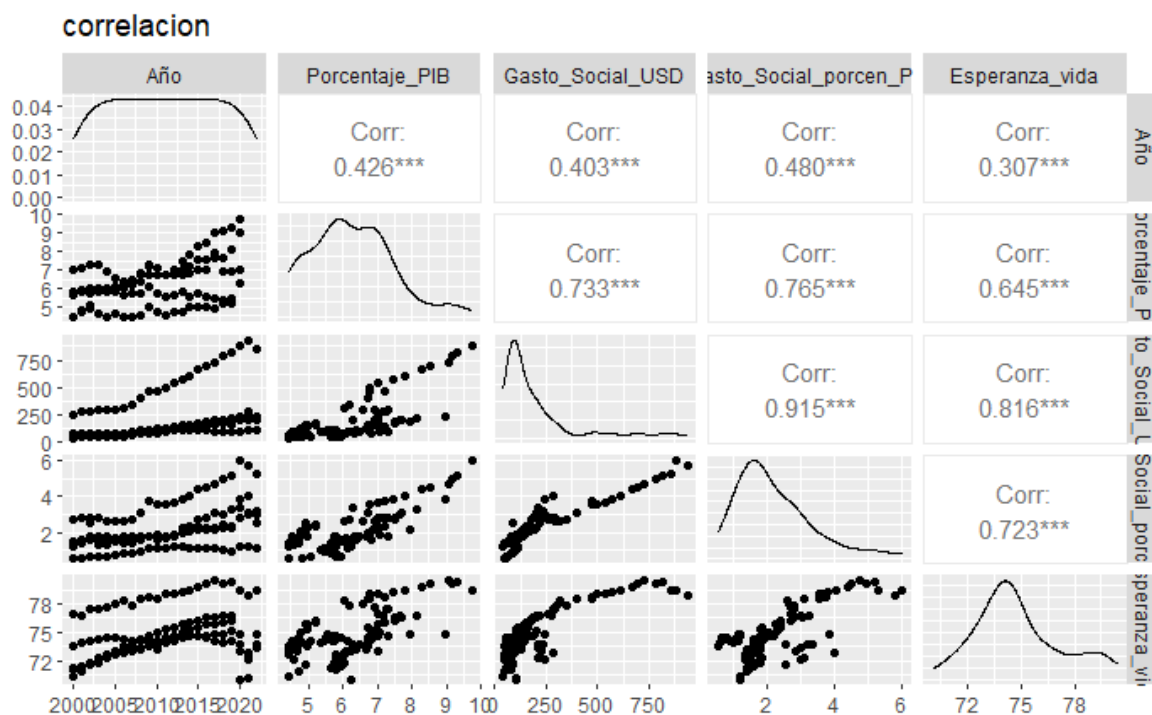 correlacion
Año Porcentaje_PIB Gasto_Social_USD asto_Social_porcen_P Esperanza_vida
0.04
0.03
0.02
0.01
0.00
Corr:
0.426***
Corr:
0.403***
Corr:
0.480***
Corr:
0.307***
Año
10
9
8
7
6
5
Corr:
0.733***
Corr:
0.765***
Corr:
0.645***
orcentaje_P
750
500
250
0
Corr:
0.915***
Corr:
0.816***
to_Social_U
6
4
2
Corr:
0.723***
Social_porc
78
75
72
speranza_vi
2000 2005 2010 2015 2020
5 6 7 8 9 10
0 250 500 750
2 4 6
72 75 78